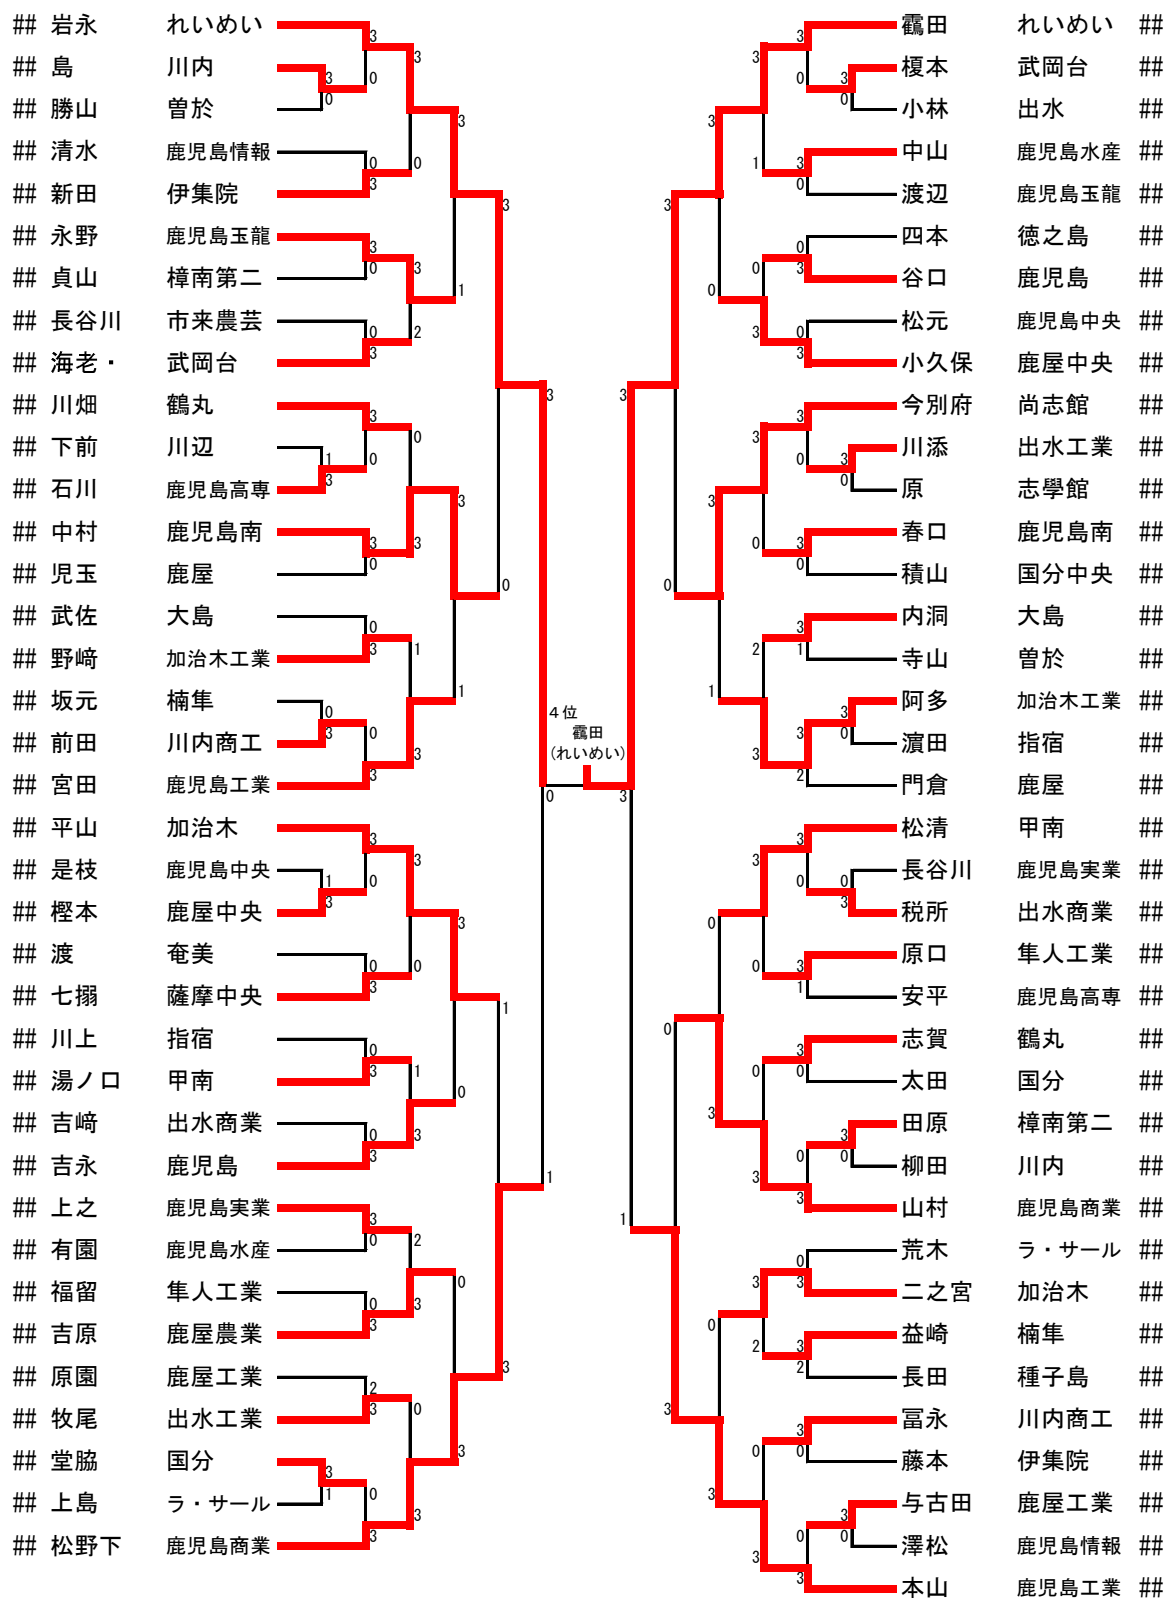 ## 岩永 れいめい
## 島 川内
## 勝山 曽於
## 清水 鹿児島情報
## 新田 伊集院
## 永野 鹿児島玉龍
## 貞山 樟南第二
## 長谷川 市来農芸
## 海老・ 武岡台
## 川畑 鶴丸
## 下前 川辺
## 石川 鹿児島高専
## 中村 鹿児島南
## 児玉 鹿屋
## 武佐 大島
## 野﨑 加治木工業
## 坂元 楠隼
## 前田 川内商工
## 宮田 鹿児島工業
## 平山 加治木
## 是枝 鹿児島中央
## 樫本 鹿屋中央
## 渡 奄美
## 七搦 薩摩中央
## 川上 指宿
## 湯ノ口 甲南
## 吉﨑 出水商業
## 吉永 鹿児島
## 上之 鹿児島実業
## 有園 鹿児島水産
## 福留 隼人工業
## 吉原 鹿屋農業
## 原園 鹿屋工業
## 牧尾 出水工業
## 堂脇 国分
## 上島 ラ・サール
## 松野下 鹿児島商業
4位
靍田
(れいめい)
靍田 れいめい ##
榎本 武岡台 ##
小林 出水 ##
中山 鹿児島水産 ##
渡辺 鹿児島玉龍 ##
四本 徳之島 ##
谷口 鹿児島 ##
松元 鹿児島中央 ##
小久保 鹿屋中央 ##
今別府 尚志館 ##
川添 出水工業 ##
原 志學館 ##
春口 鹿児島南 ##
積山 国分中央 ##
内洞 大島 ##
寺山 曽於 ##
阿多 加治木工業 ##
濵田 指宿 ##
門倉 鹿屋 ##
松清 甲南 ##
長谷川 鹿児島実業 ##
税所 出水商業 ##
原口 隼人工業 ##
安平 鹿児島高専 ##
志賀 鶴丸 ##
太田 国分 ##
田原 樟南第二 ##
柳田 川内 ##
山村 鹿児島商業 ##
荒木 ラ・サール ##
二之宮 加治木 ##
益崎 楠隼 ##
長田 種子島 ##
冨永 川内商工 ##
藤本 伊集院 ##
与古田 鹿屋工業 ##
澤松 鹿児島情報 ##
本山 鹿児島工業 ##